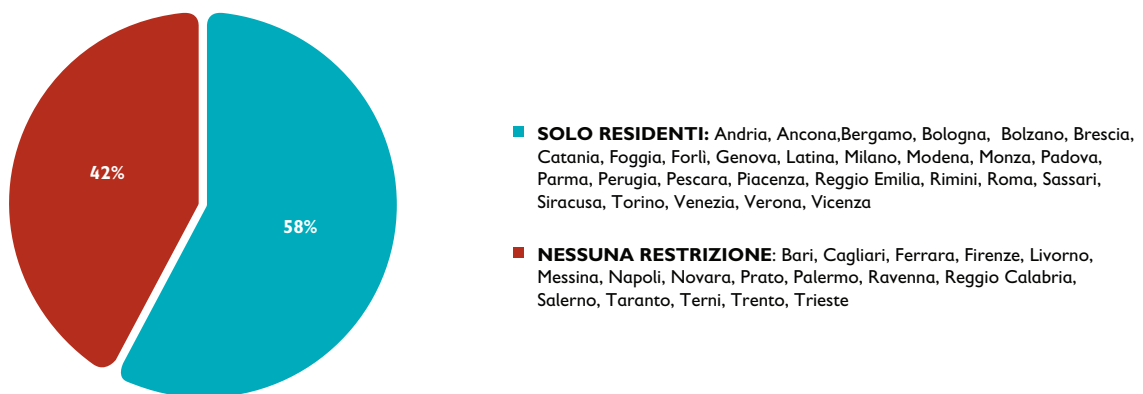 42%
58%
SOLO RESIDENTI: Andria, Ancona,Bergamo, Bologna, Bolzano, Brescia,
Catania, Foggia, Forlì, Genova, Latina, Milano, Modena, Monza, Padova,
Parma, Perugia, Pescara, Piacenza, Reggio Emilia, Rimini, Roma, Sassari,
Siracusa, Torino, Venezia, Verona, Vicenza
NESSUNA RESTRIZIONE: Bari, Cagliari, Ferrara, Firenze, Livorno,
Messina, Napoli, Novara, Prato, Palermo, Ravenna, Reggio Calabria,
Salerno, Taranto, Terni, Trento, Trieste